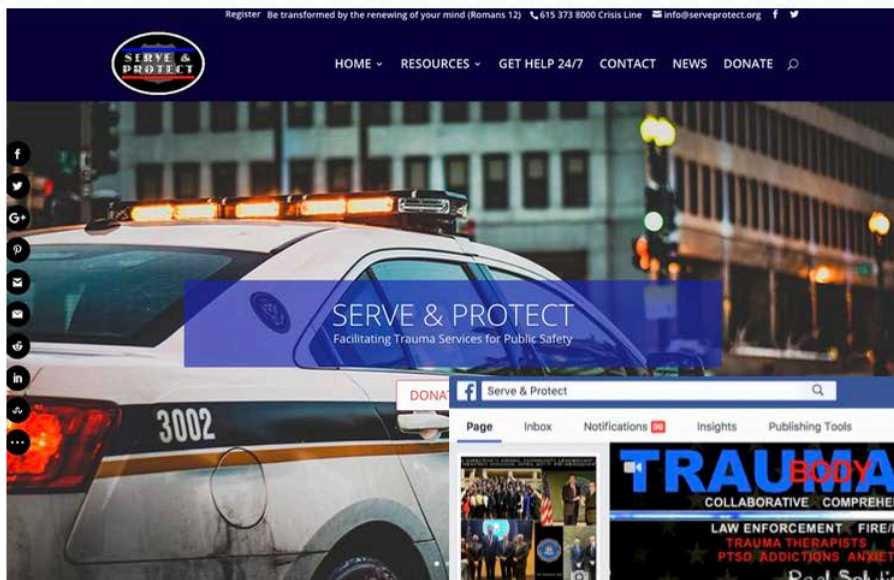 Register Be transformed by the renewing of your mind (Romans 12) 615 373 8000 Crisis Line info@serveprotect.org
SERVE &
PROTECT
HOME RESOURCES GET HELP 24/7 CONTACT NEWS DONATE
SERVE & PROTECT
Facilitating Trauma Services for Public Safety
DONA
3002
Serve & Protect
Page Inbox Notifications 99 Insights Publishing Tools
TRAUMA
BODY
COLLABORATIVE COMPREHE
LAW ENFORCEMENT FIRE/
TRAUMA THERAPISTS
PTSD ADDICTIONS ANXIET